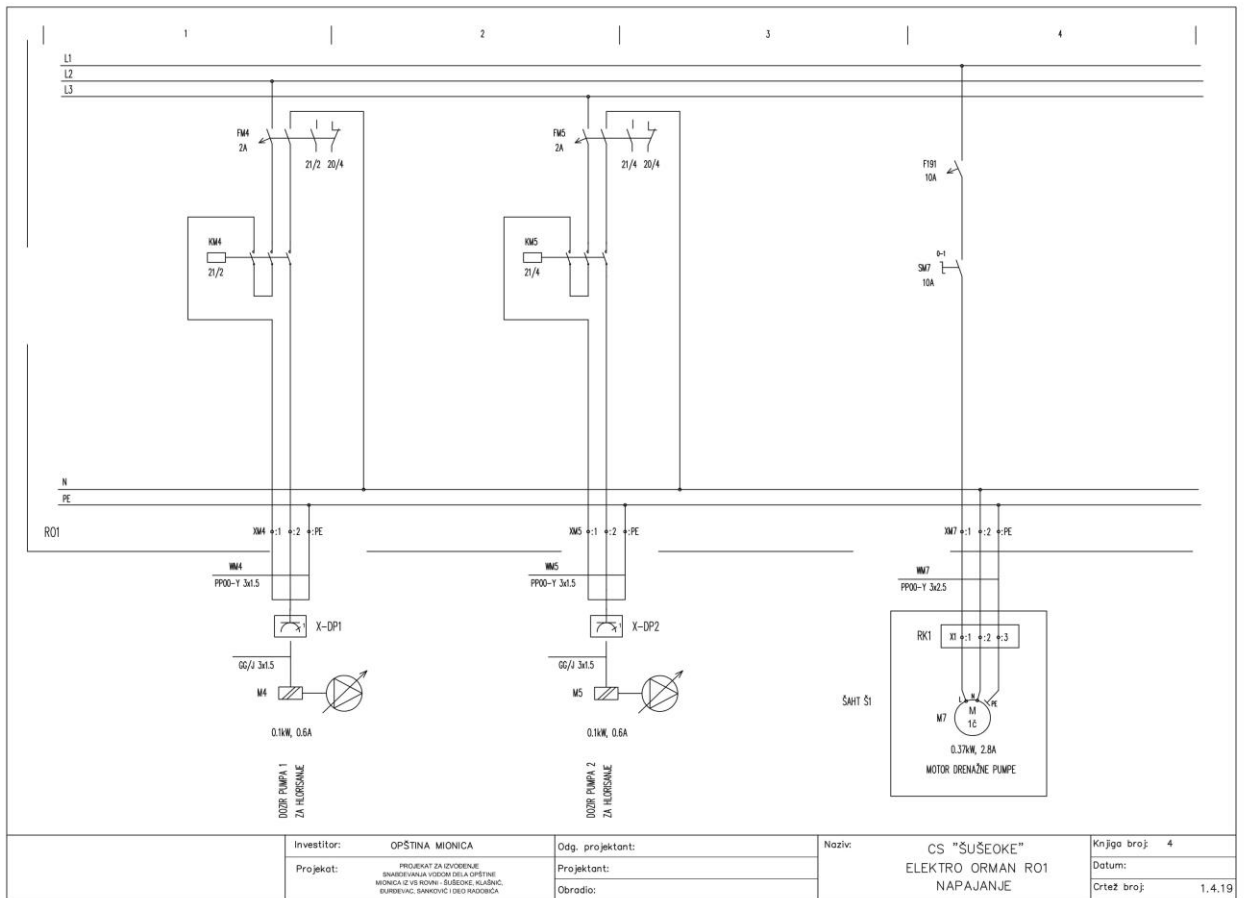 1 2 3 4
L1
L2
L3
FM4
2A
21/2 20/4
FM5
2A
21/4 20/4
F191
10A
KM4
21/2
KM5
21/4
0-1
SM7
10A
N
PE
RO1
XM4 :1 :2 :PE
XM5 :1 :2 :PE
XM7 :1 :2 :PE
WM4
PP00-Y 3x1.5
WM5
PP00-Y 3x1.5
WM7
PP00-Y 3x2.5
1 X-DP1
1 X-DP2
RK1 X1 :1 :2 :3
GG/J 3x1.5
GG/J 3x1.5
M4
M5
ŠAHT Š1
L N PE
M7 M
1č
0.1kW, 0.6A
0.1kW, 0.6A
0.37kW, 2.8A
MOTOR DRENAŽNE PUMPE
DOZIR PUMPA 1
ZA HLORISANJE
DOZIR PUMPA 2
ZA HLORISANJE
Investitor: OPŠTINA MIONICA
Projekat: PROJEKAT ZA IZVOĐENJE
SNABDEVANJA VODOM DELA OPŠTINE
MIONICA IZ VS ROVNI - ŠUŠEOKE, KLAŠNIĆ,
ĐURĐEVAC, SANKOVIĆ I DEO RADOBIĆA
Odg. projektant:
Projektant:
Obradio:
Naziv: CS "ŠUŠEOKE"
ELEKTRO ORMAN RO1
NAPAJANJE
Knjiga broj: 4
Datum:
Crtež broj: 1.4.19